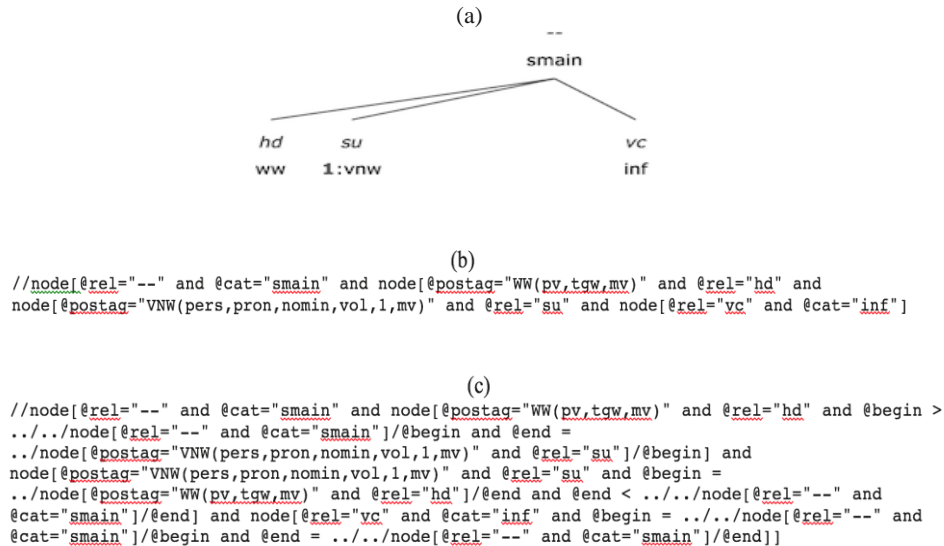 (a)
--
smain
hd su vc
ww 1:vnw inf
(b)
//node[@rel="--" and @cat="smain" and node[@postag="WW(pv,tgw,mv)" and @rel="hd" and
node[@postag="VNW(pers,pron,nomin,vol,1,mv)" and @rel="su" and node[@rel="vc" and @cat="inf"]
(c)
//node[@rel="--" and @cat="smain" and node[@postag="WW(pv,tgw,mv)" and @rel="hd" and @begin >
../../node[@rel="--" and @cat="smain"]/@begin and @end =
../node[@postag="VNW(pers,pron,nomin,vol,1,mv)" and @rel="su"]/@begin] and
node[@postag="VNW(pers,pron,nomin,vol,1,mv)" and @rel="su" and @begin =
../node[@postag="WW(pv,tgw,mv)" and @rel="hd"]/@end and @end < ../../node[@rel="--" and
@cat="smain"]/@end] and node[@rel="vc" and @cat="inf" and @begin = ../../node[@rel="--" and
@cat="smain"]/@begin and @end = ../../node[@rel="--" and @cat="smain"]/@end]]